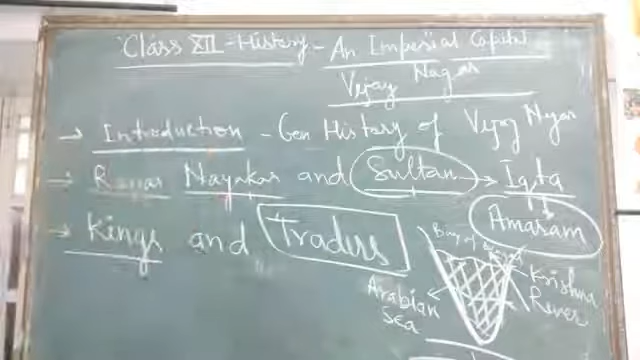 Class XII - History - An Imperial Capital
Vijay Nagar
→ Introduction - Gen History of Vijay Nagar
→ Rayas Nayakas and Sultan → Iqta
Amaram
→ Kings and Traders
Bay of
Krishna
River
Arabian
Sea